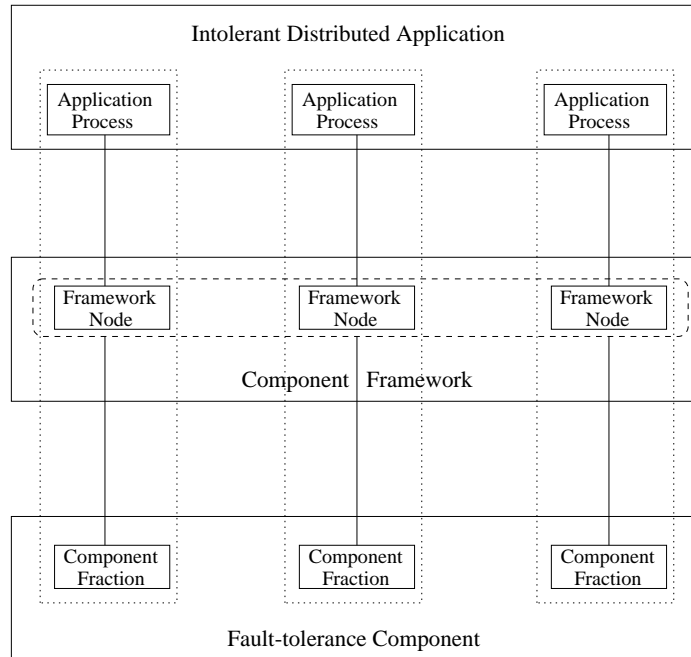 Intolerant Distributed Application
Application
Process
Application
Process
Application
Process
Framework
Node
Framework
Node
Framework
Node
Component Framework
Component
Fraction
Component
Fraction
Component
Fraction
Fault-tolerance Component